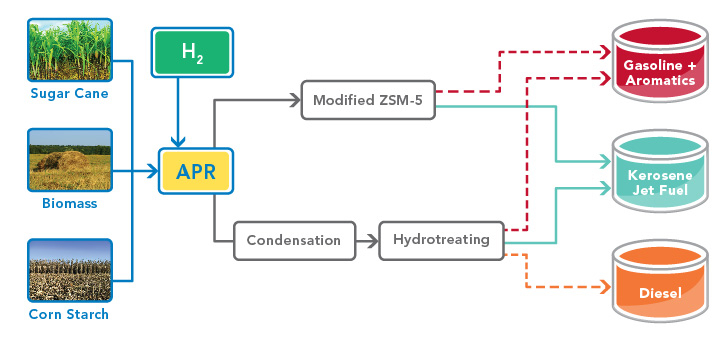 Sugar Cane
Biomass
Corn Starch
H2
APR
Modified ZSM-5
Condensation
Hydrotreating
Gasoline +
Aromatics
Kerosene
Jet Fuel
Diesel